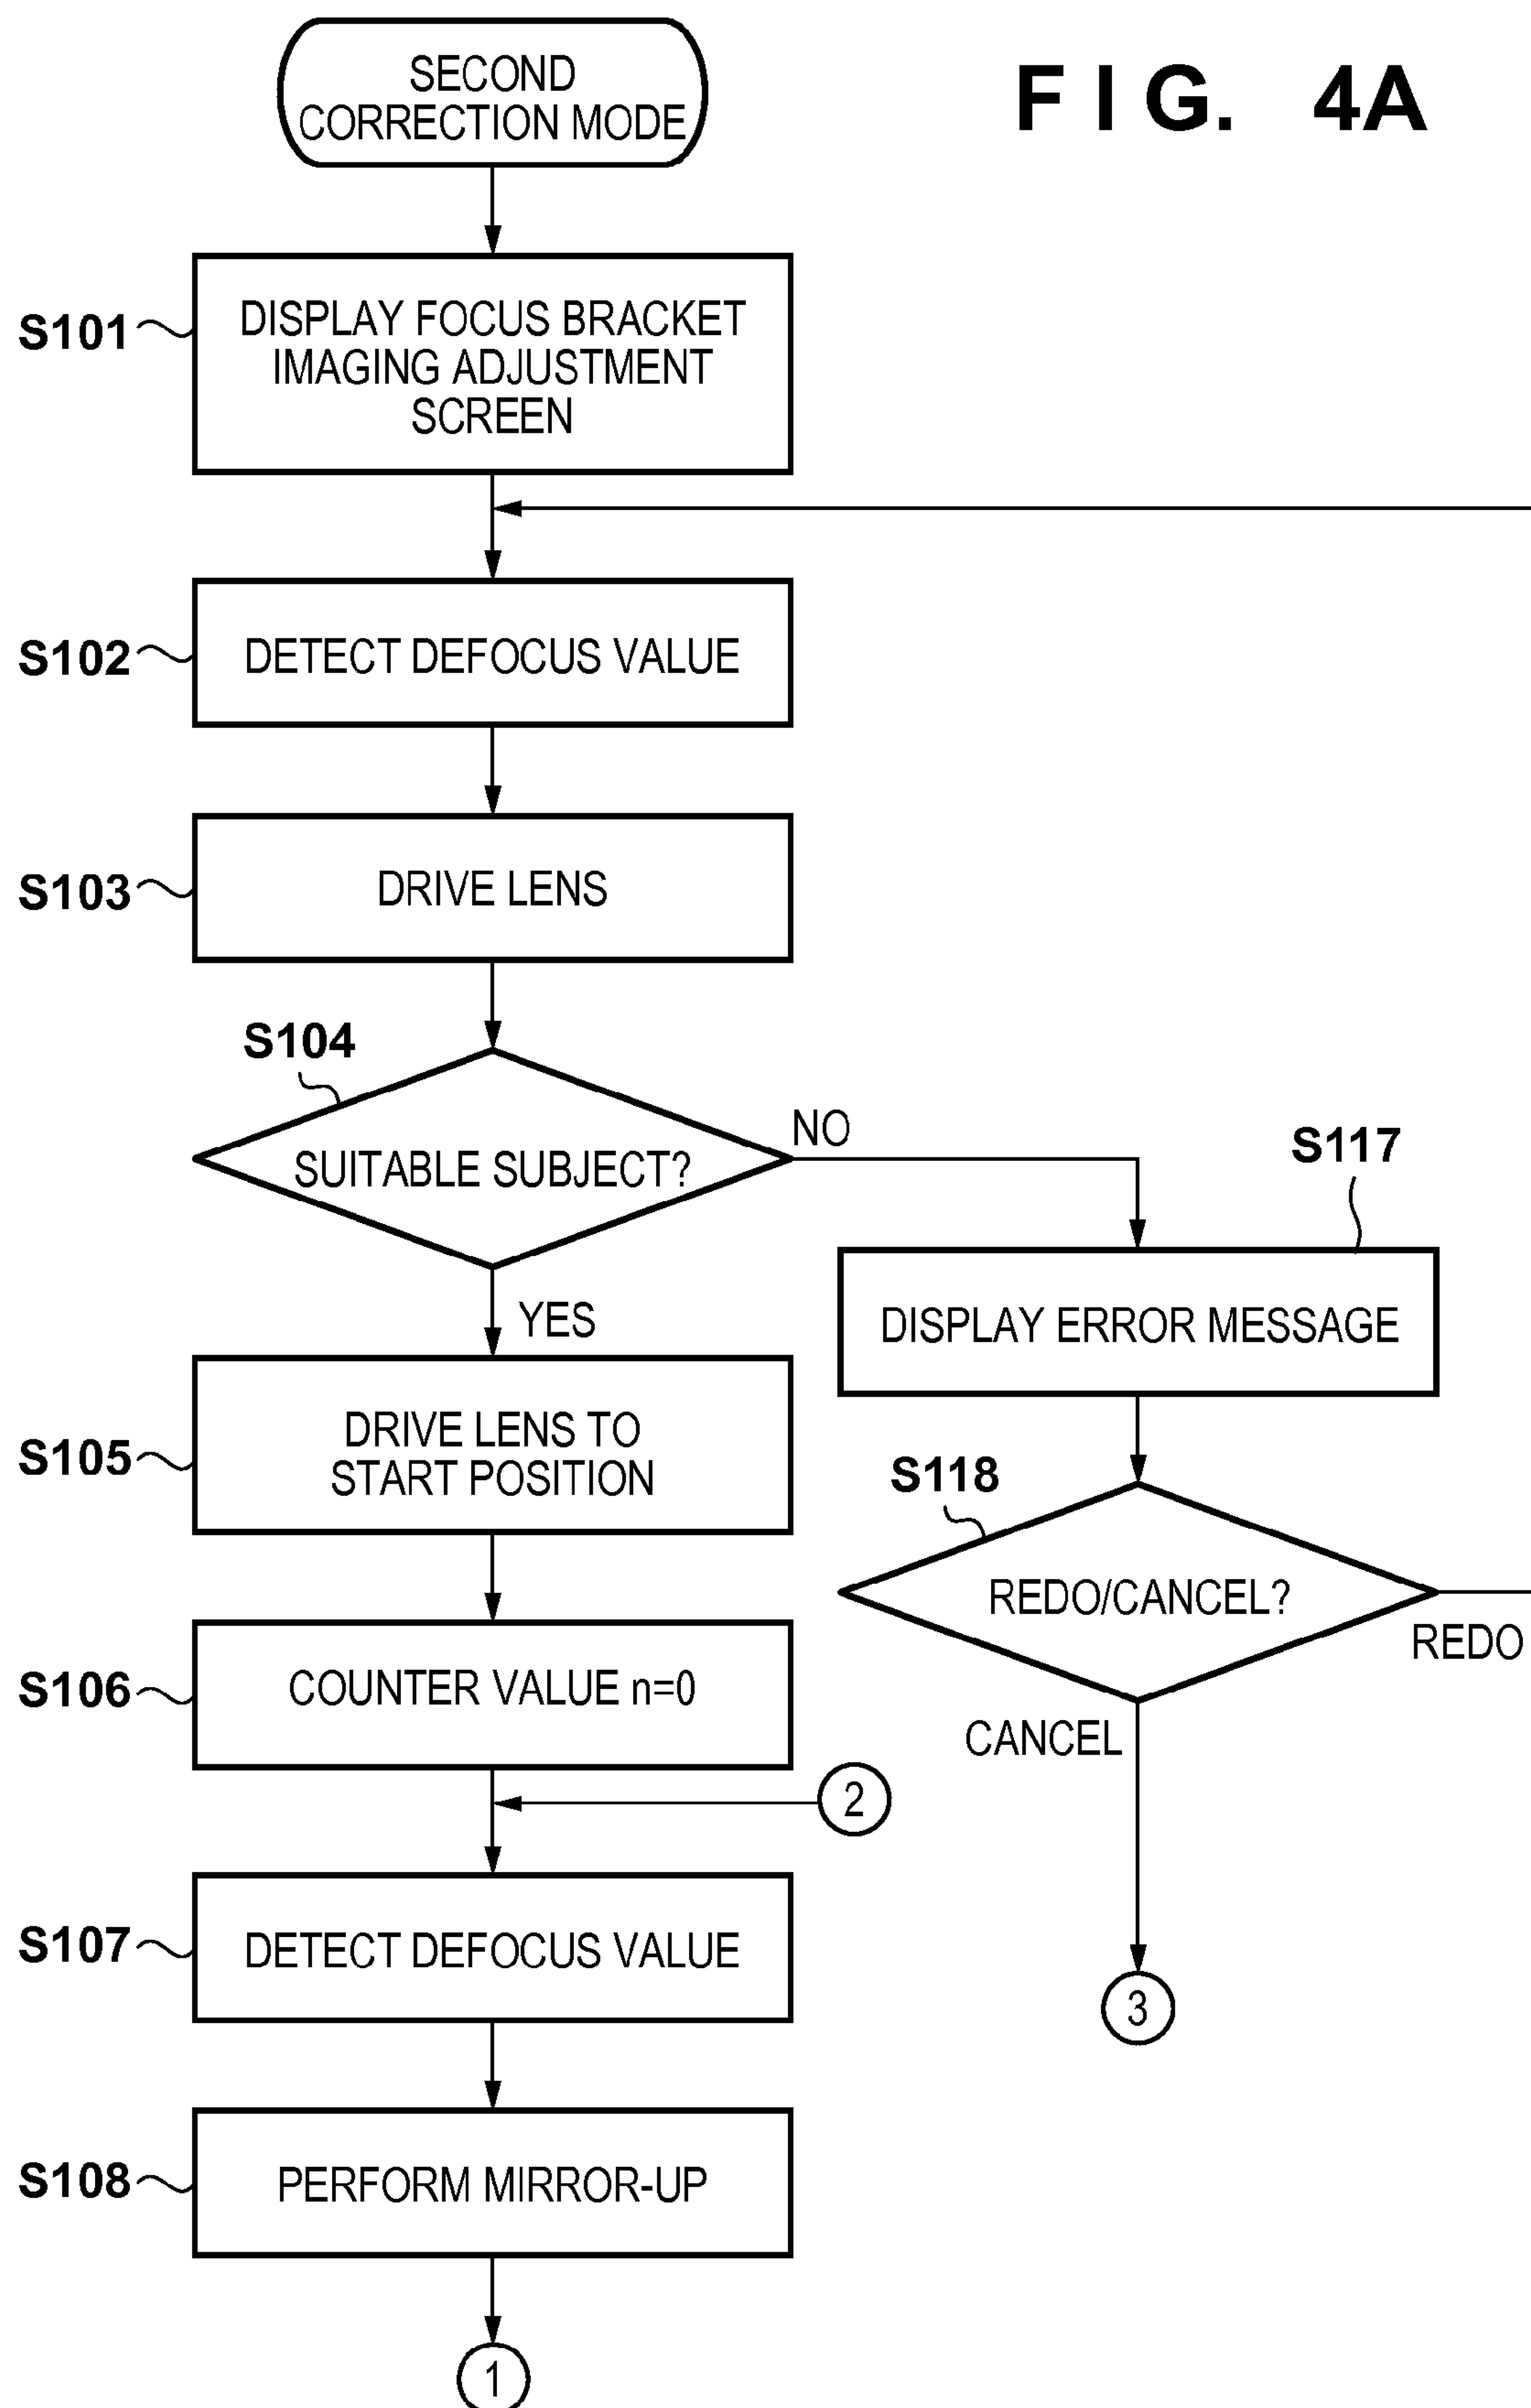 FIG. 4A
SECOND
CORRECTION MODE
S101
DISPLAY FOCUS BRACKET
IMAGING ADJUSTMENT
SCREEN
S102
DETECT DEFOCUS VALUE
S103
DRIVE LENS
S104
SUITABLE SUBJECT?
NO
YES
S117
DISPLAY ERROR MESSAGE
S105
DRIVE LENS TO
START POSITION
S118
REDO/CANCEL?
REDO
CANCEL
S106
COUNTER VALUE n=0
2
S107
DETECT DEFOCUS VALUE
3
S108
PERFORM MIRROR-UP
1